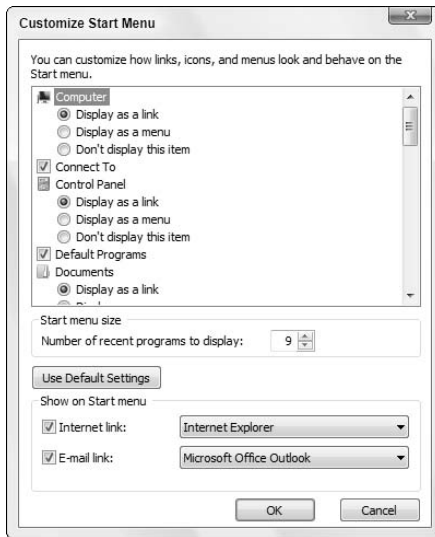 Customize Start Menu
You can customize how links, icons, and menus look and behave on the
Start menu.
Computer
Display as a link
Display as a menu
Don't display this item
Connect To
Control Panel
Display as a link
Display as a menu
Don't display this item
Default Programs
Documents
Display as a link
Start menu size
Number of recent programs to display: 9
Use Default Settings
Show on Start menu
Internet link: Internet Explorer
E-mail link: Microsoft Office Outlook
OK Cancel